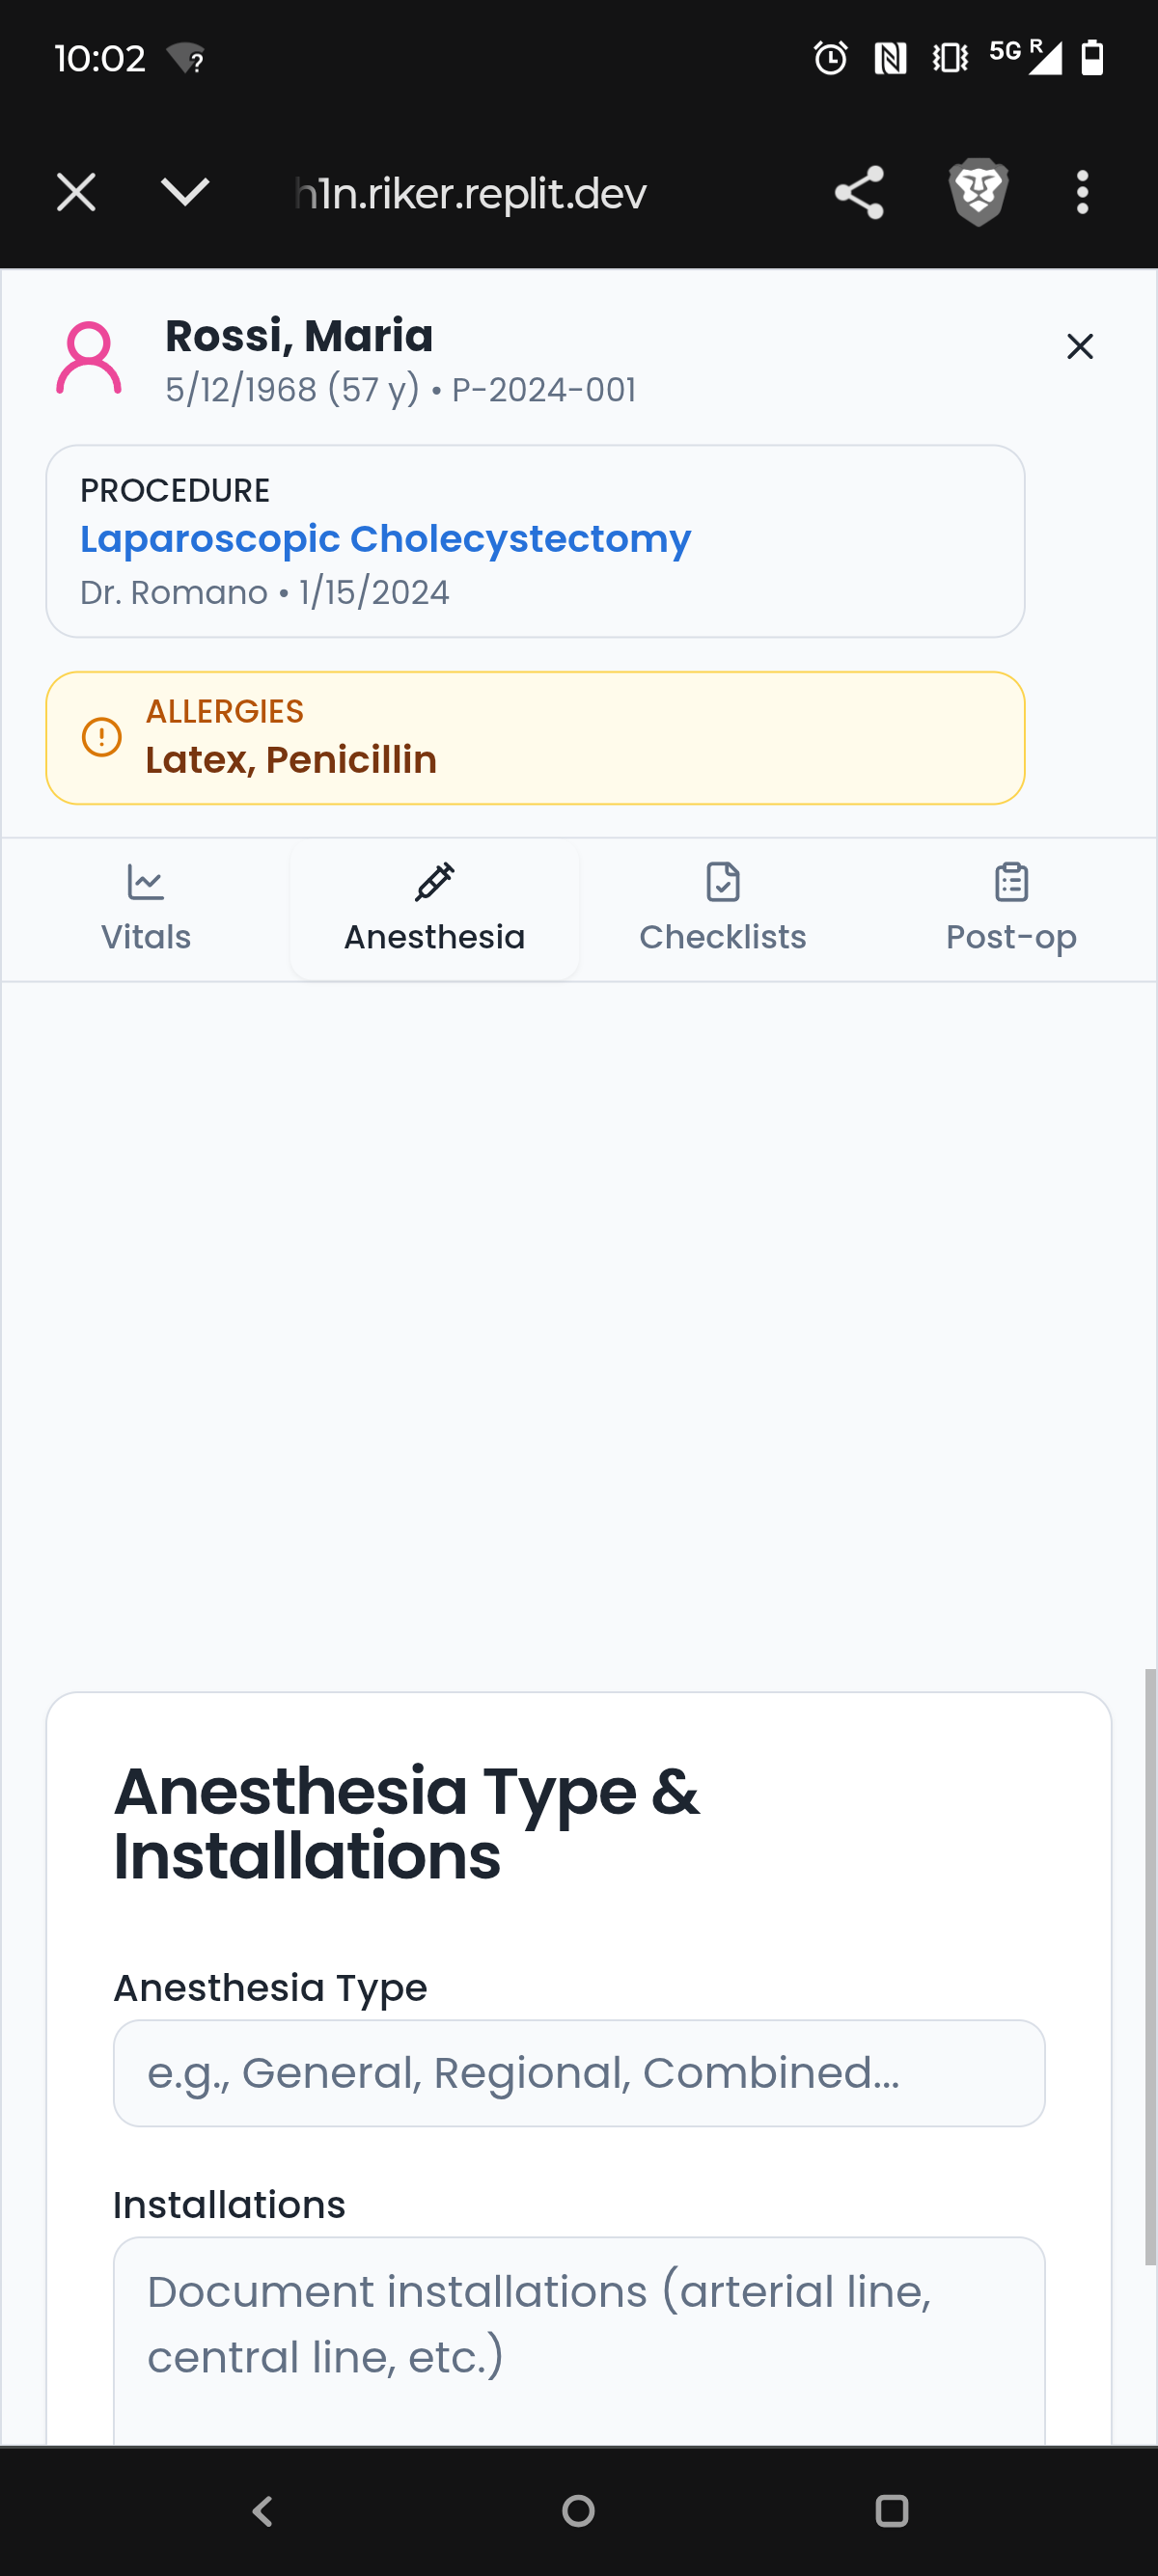 10:02
5G R
h1n.riker.replit.dev
Rossi, Maria
5/12/1968 (57 y) • P-2024-001
PROCEDURE
Laparoscopic Cholecystectomy
Dr. Romano • 1/15/2024
ALLERGIES
Latex, Penicillin
Vitals
Anesthesia
Checklists
Post-op
Anesthesia Type &
Installations
Anesthesia Type
e.g., General, Regional, Combined...
Installations
Document installations (arterial line,
central line, etc.)